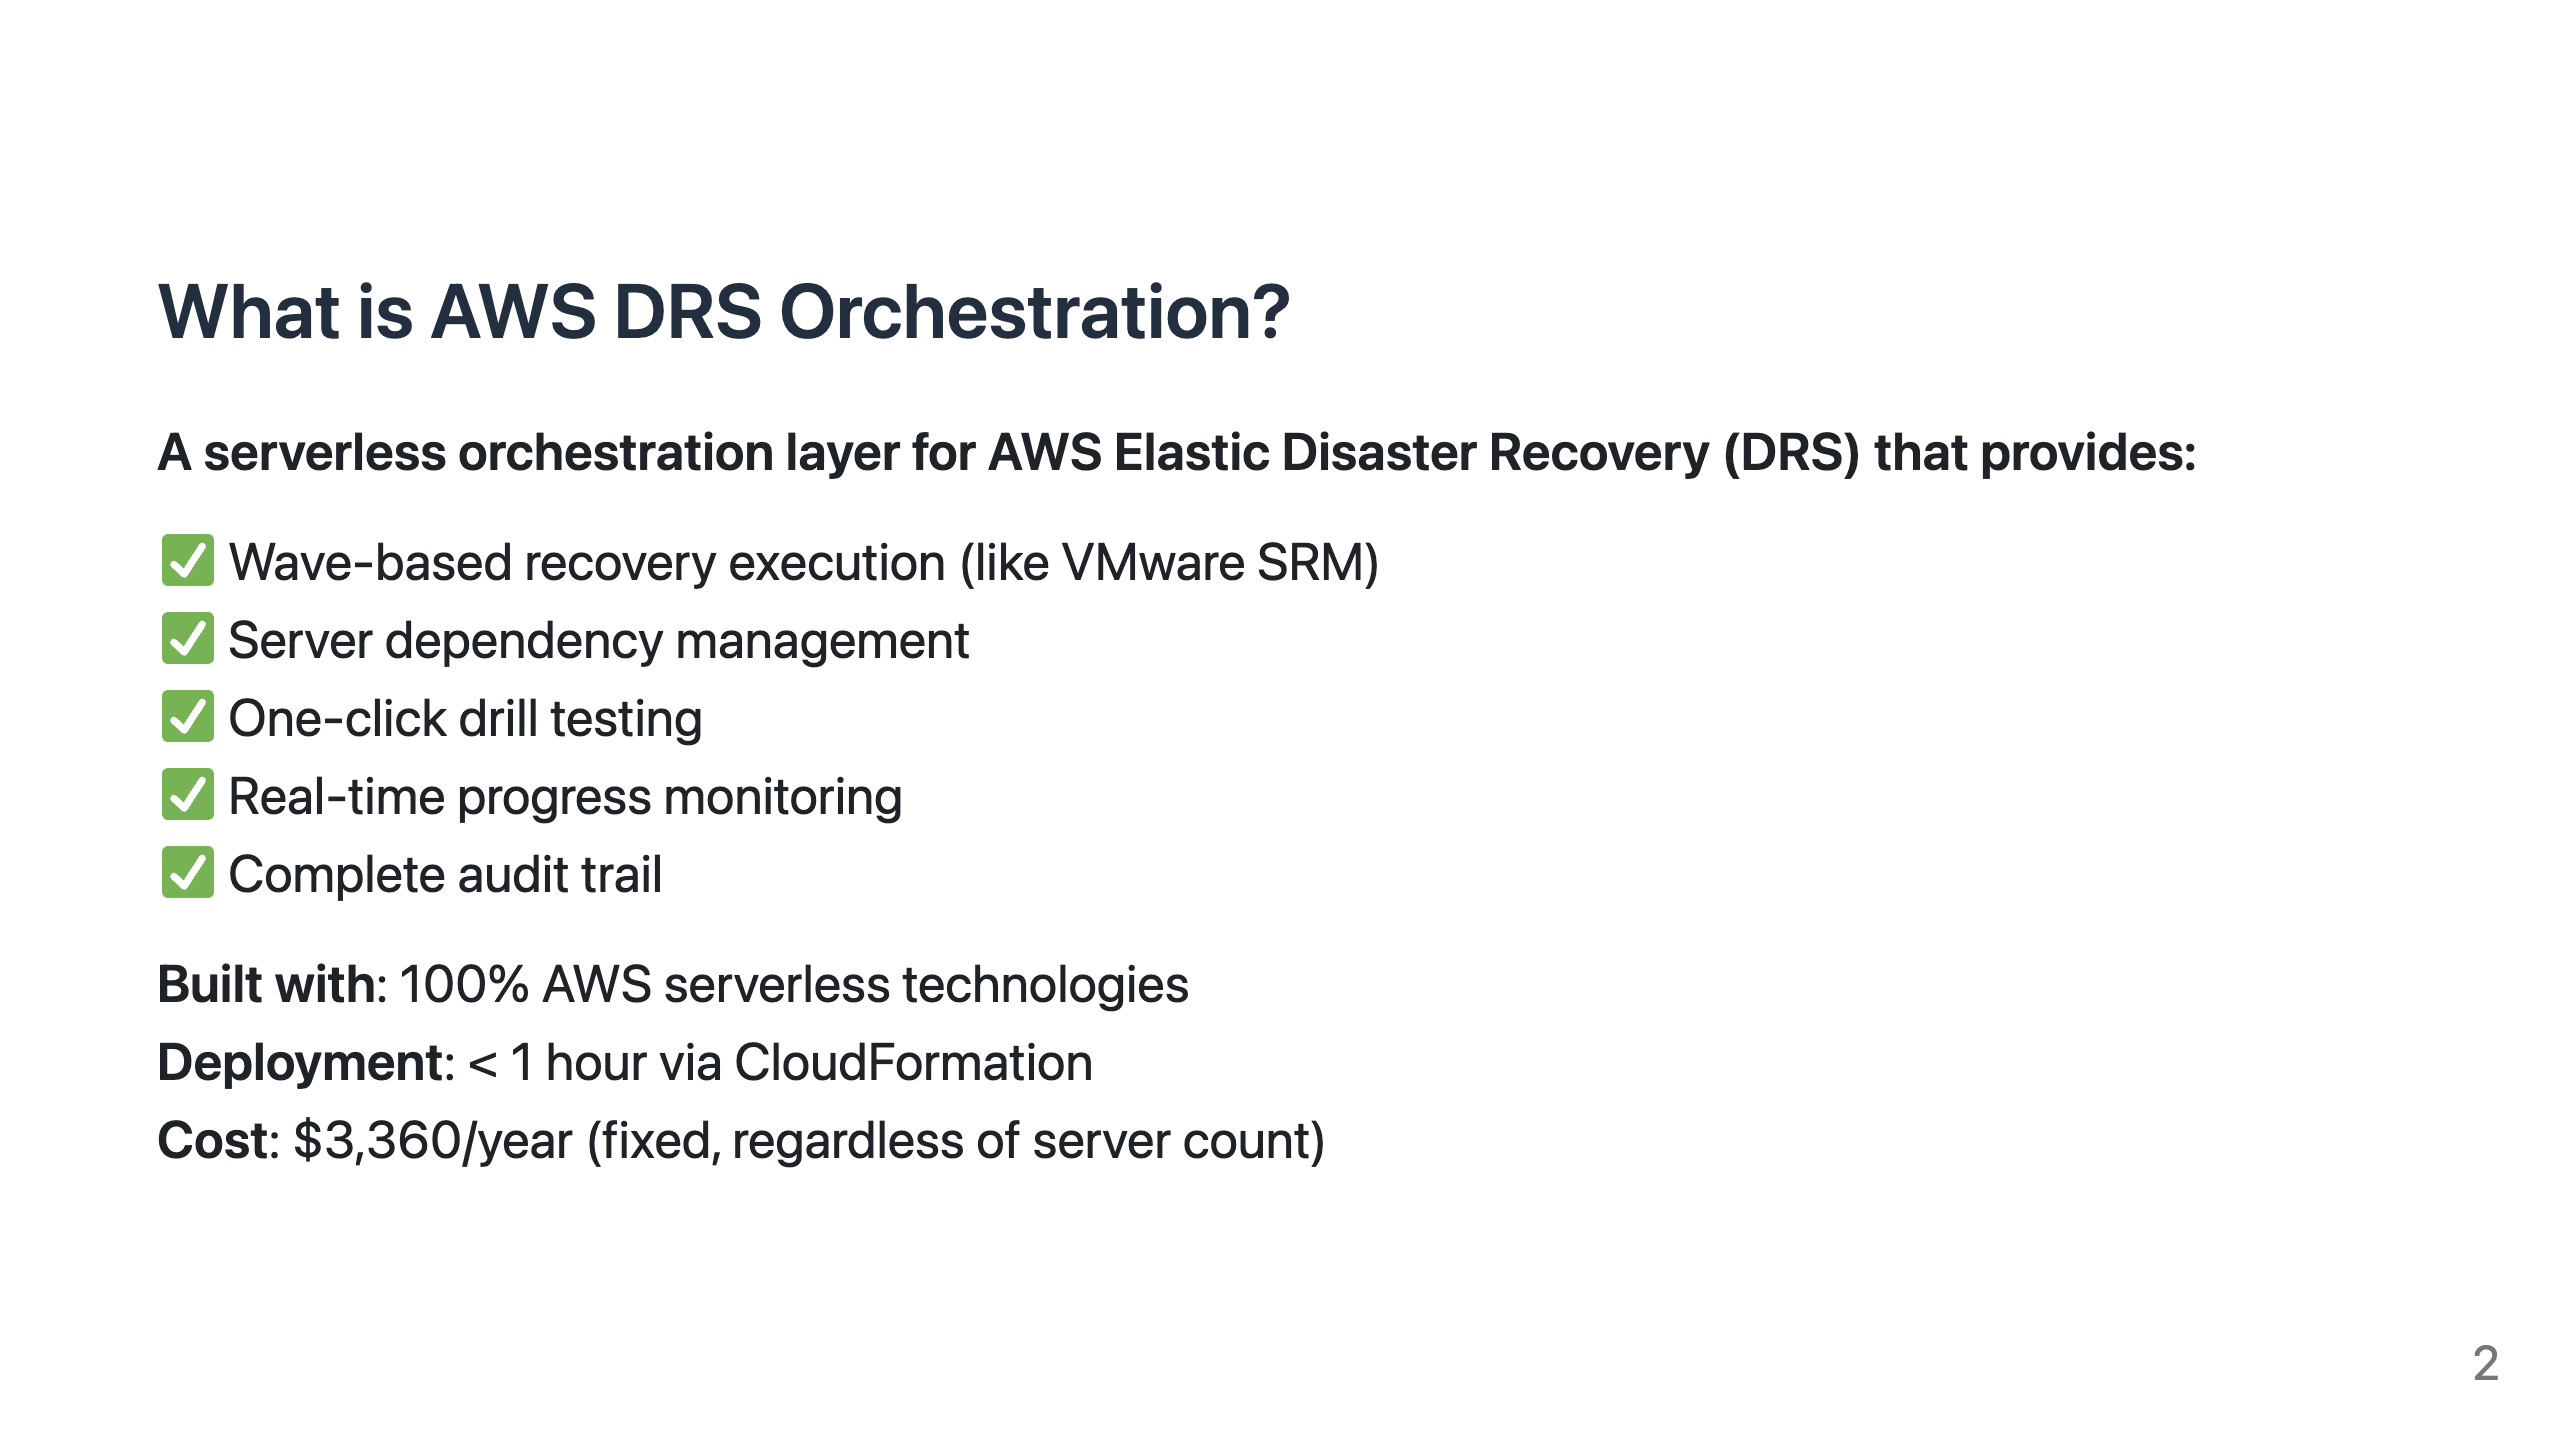 What is AWS DRS Orchestration?
A serverless orchestration layer for AWS Elastic Disaster Recovery (DRS) that provides:
✅ Wave-based recovery execution (like VMware SRM)
✅ Server dependency management
✅ One-click drill testing
✅ Real-time progress monitoring
✅ Complete audit trail
Built with: 100% AWS serverless technologies
Deployment: < 1 hour via CloudFormation
Cost: $3,360/year (fixed, regardless of server count)
2